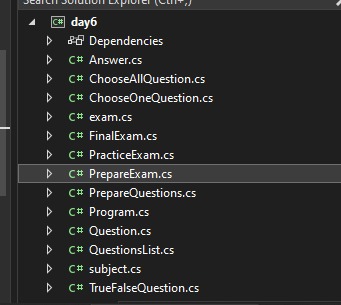 Search Solution Explorer (Ctrl+;)
C# day6
Dependencies
C# Answer.cs
C# ChooseAllQuestion.cs
C# ChooseOneQuestion.cs
C# exam.cs
C# FinalExam.cs
C# PracticeExam.cs
C# PrepareExam.cs
C# PrepareQuestions.cs
C# Program.cs
C# Question.cs
C# QuestionsList.cs
C# subject.cs
C# TrueFalseQuestion.cs